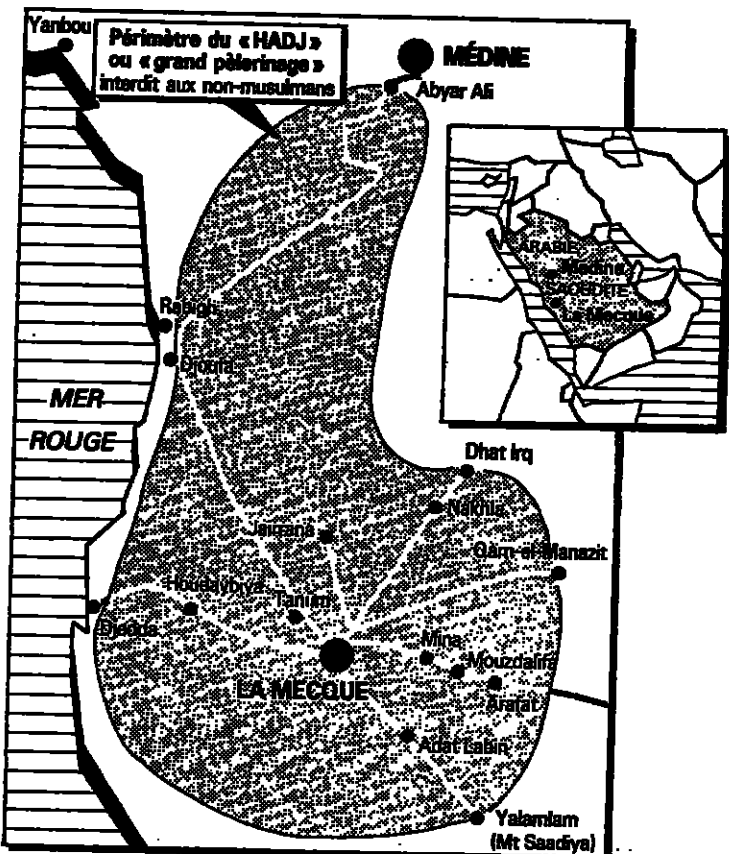 Yanbou
Périmètre du « HADJ »
ou « grand pèlerinage »
interdit aux non-musulmans
MÉDINE
Abyar Ali
ARABIE
Médine
SAOUDITE
La Mecque
Rabigh
Djoufa
MER
ROUGE
Dhat Irq
Nakhla
Jairana
Qarn-el-Manazit
Houdaybiya
Tanium
Djedda
Mina
Mouzdalifa
LA MECQUE
Arafat
Adat Labin
Yalamlam
(Mt Saadiya)